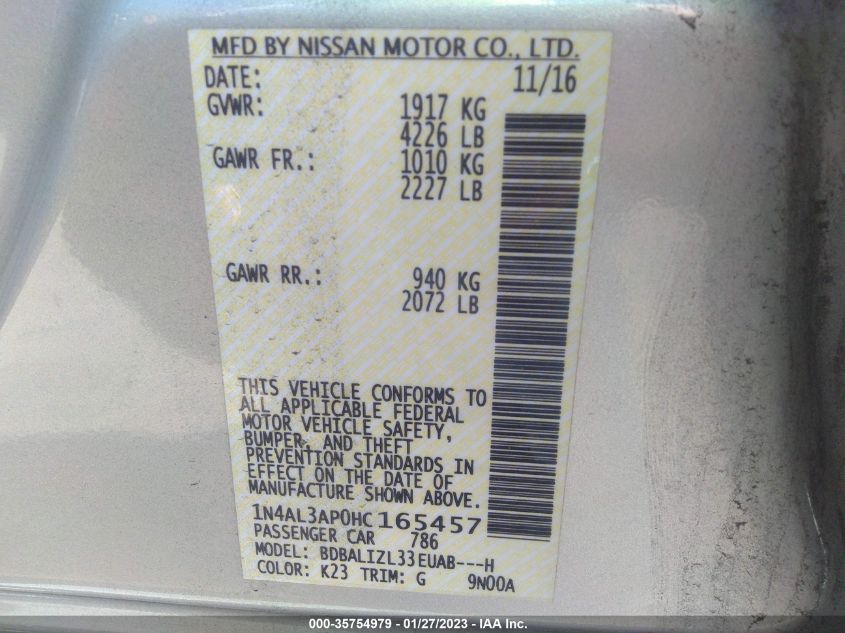 MFD BY NISSAN MOTOR CO., LTD.
DATE: 11/16
GVWR: 1917 KG
4226 LB
GAWR FR.: 1010 KG
2227 LB
GAWR RR.: 940 KG
2072 LB
THIS VEHICLE CONFORMS TO
ALL APPLICABLE FEDERAL
MOTOR VEHICLE SAFETY,
BUMPER, AND THEFT
PREVENTION STANDARDS IN
EFFECT ON THE DATE OF
MANUFACTURE SHOWN ABOVE.
1N4AL3AP0HC165457
PASSENGER CAR 786
MODEL: BDBALIZL33EUAB---H
COLOR: K23 TRIM: G 9N00A
000-35754979 / 01/27/2023 / IAA Inc.